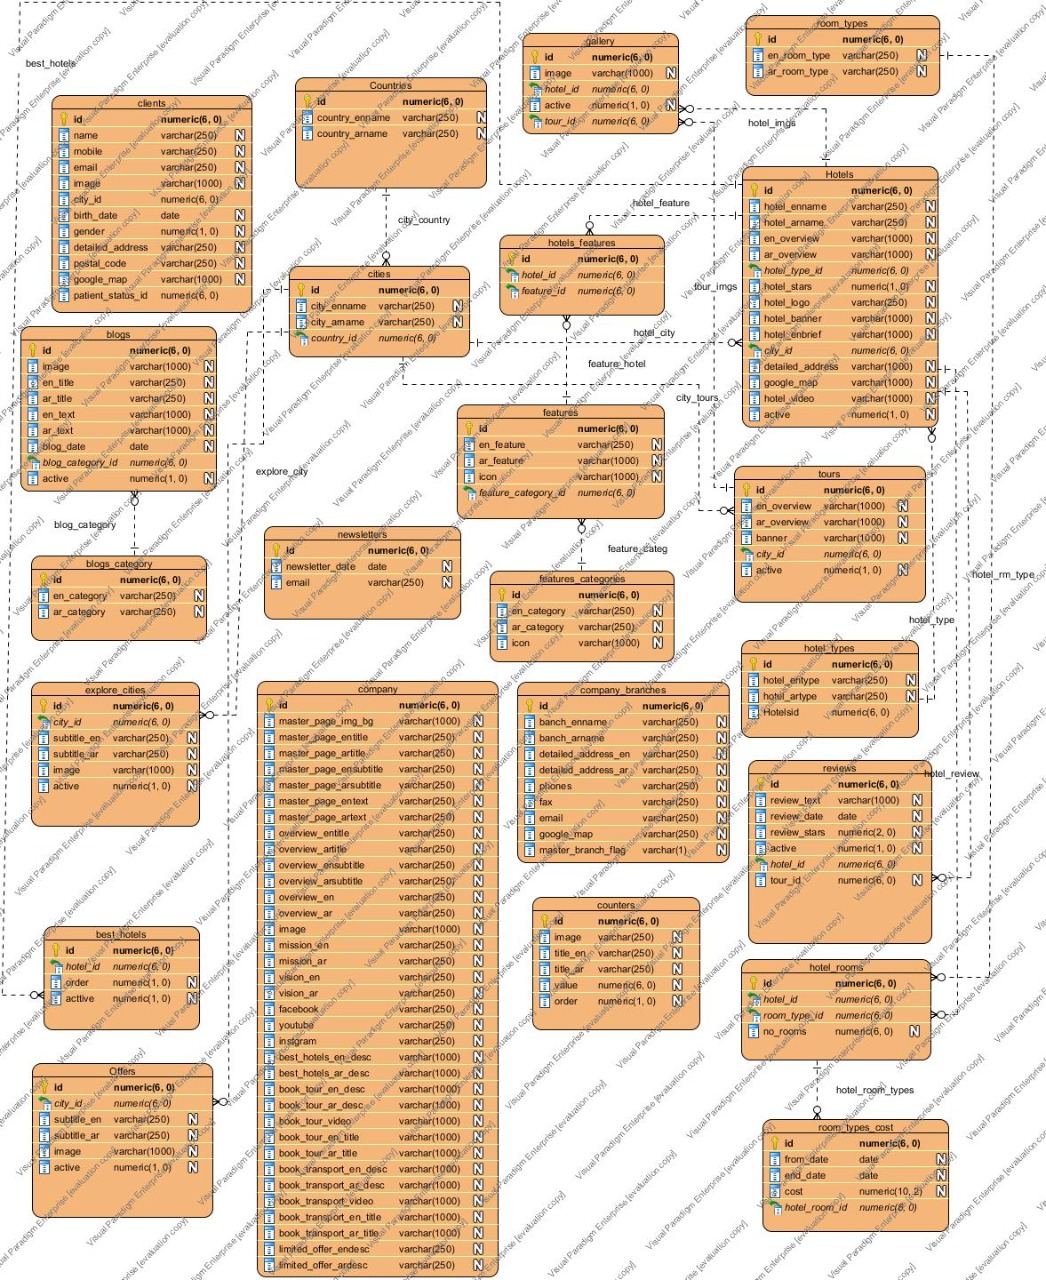 best_hotels
clients
id numeric(6, 0)
name varchar(250) N
mobile varchar(250) N
email varchar(250) N
image varchar(1000) N
city_id numeric(6, 0)
birth_date date N
gender numeric(1, 0) N
detailed_address varchar(250) N
postal_code varchar(250) N
google_map varchar(1000) N
patient_status_id numeric(6, 0)
Countries
id numeric(6, 0)
country_enname varchar(250) N
country_arname varchar(250) N
gallery
id numeric(6, 0)
image varchar(1000) N
hotel_id numeric(6, 0)
active numeric(1, 0) N
tour_id numeric(6, 0)
room_types
id numeric(6, 0)
en_room_type varchar(250) N
ar_room_type varchar(250) N
hotel_imgs
Hotels
id numeric(6, 0)
hotel_enname varchar(250) N
hotel_arname varchar(250) N
en_overview varchar(1000) N
ar_overview varchar(1000) N
hotel_type_id numeric(6, 0)
hotel_stars numeric(1, 0) N
hotel_logo varchar(250) N
hotel_banner varchar(1000) N
hotel_enbrief varchar(1000) N
city_id numeric(6, 0)
detailed_address varchar(1000) N
google_map varchar(1000) N
hotel_video varchar(1000) N
active numeric(1, 0) N
city_country
hotel_feature
hotels_features
id numeric(6, 0)
hotel_id numeric(6, 0)
feature_id numeric(6, 0)
tour_imgs
cities
id numeric(6, 0)
city_enname varchar(250) N
city_arname varchar(250) N
country_id numeric(6, 0)
hotel_city
feature_hotel
city_tours
blogs
id numeric(6, 0)
image varchar(1000) N
en_title varchar(250) N
ar_title varchar(250) N
en_text varchar(1000) N
ar_text varchar(1000) N
blog_date date N
blog_category_id numeric(6, 0)
active numeric(1, 0) N
features
id numeric(6, 0)
en_feature varchar(250) N
ar_feature varchar(1000) N
icon varchar(1000) N
feature_category_id numeric(6, 0)
explore_city
tours
id numeric(6, 0)
en_overview varchar(1000) N
ar_overview varchar(1000) N
banner varchar(1000) N
city_id numeric(6, 0)
active numeric(1, 0) N
blog_category
newsletters
id numeric(6, 0)
newsletter_date date N
email varchar(250) N
feature_categ
hotel_rm_type
blogs_category
id numeric(6, 0)
en_category varchar(250) N
ar_category varchar(250) N
features_categories
id numeric(6, 0)
en_category varchar(250) N
ar_category varchar(250) N
icon varchar(1000) N
hotel_type
hotel_types
id numeric(6, 0)
hotel_entype varchar(250) N
hotel_artype varchar(250) N
Hotelsid numeric(6, 0)
explore_cities
id numeric(6, 0)
city_id numeric(6, 0)
subtitle_en varchar(250) N
subtitle_ar varchar(250) N
image varchar(1000) N
active numeric(1, 0) N
company
id numeric(6, 0)
master_page_img_bg varchar(1000) N
master_page_entitle varchar(250) N
master_page_artitle varchar(250) N
master_page_ensubtitle varchar(250) N
master_page_arsubtitle varchar(250) N
master_page_entext varchar(250) N
master_page_artext varchar(250) N
overview_entitle varchar(250) N
overview_artitle varchar(250) N
overview_ensubtitle varchar(250) N
overview_arsubtitle varchar(250) N
overview_en varchar(250) N
overview_ar varchar(250) N
image varchar(1000) N
mission_en varchar(250) N
mission_ar varchar(250) N
vision_en varchar(250) N
vision_ar varchar(250) N
facebook varchar(250) N
youtube varchar(250) N
instgram varchar(250) N
best_hotels_en_desc varchar(1000) N
best_hotels_ar_desc varchar(1000) N
book_tour_en_desc varchar(1000) N
book_tour_ar_desc varchar(1000) N
book_tour_video varchar(1000) N
book_tour_en_title varchar(1000) N
book_tour_ar_title varchar(1000) N
book_transport_en_desc varchar(1000) N
book_transport_ar_desc varchar(1000) N
book_transport_video varchar(1000) N
book_transport_en_title varchar(1000) N
book_transport_ar_title varchar(1000) N
limited_offer_endesc varchar(250) N
limited_offer_ardesc varchar(250) N
company_branches
id numeric(6, 0)
banch_enname varchar(250) N
banch_arname varchar(250) N
detailed_address_en varchar(250) N
detailed_address_ar varchar(250) N
phones varchar(250) N
fax varchar(250) N
email varchar(250) N
google_map varchar(250) N
master_branch_flag varchar(1) N
hotel_review
reviews
id numeric(6, 0)
review_text varchar(1000) N
review_date date N
review_stars numeric(2, 0) N
active numeric(1, 0) N
hotel_id numeric(6, 0)
tour_id numeric(6, 0) N
counters
id numeric(6, 0)
image varchar(250) N
title_en varchar(250) N
title_ar varchar(250) N
value numeric(6, 0) N
order numeric(1, 0) N
best_hotels
id numeric(6, 0)
hotel_id numeric(6, 0)
order numeric(1, 0) N
acttive numeric(1, 0) N
hotel_rooms
id numeric(6, 0)
hotel_id numeric(6, 0)
room_type_id numeric(6, 0)
no_rooms numeric(6, 0) N
Offers
id numeric(6, 0)
city_id numeric(6, 0)
subtitle_en varchar(250) N
subtitle_ar varchar(250) N
image varchar(1000) N
active numeric(1, 0) N
hotel_room_types
room_types_cost
id numeric(6, 0)
from_date date N
end_date date N
cost numeric(10, 2) N
hotel_room_id numeric(6, 0)
Visual Paradigm Enterprise [evaluation copy]